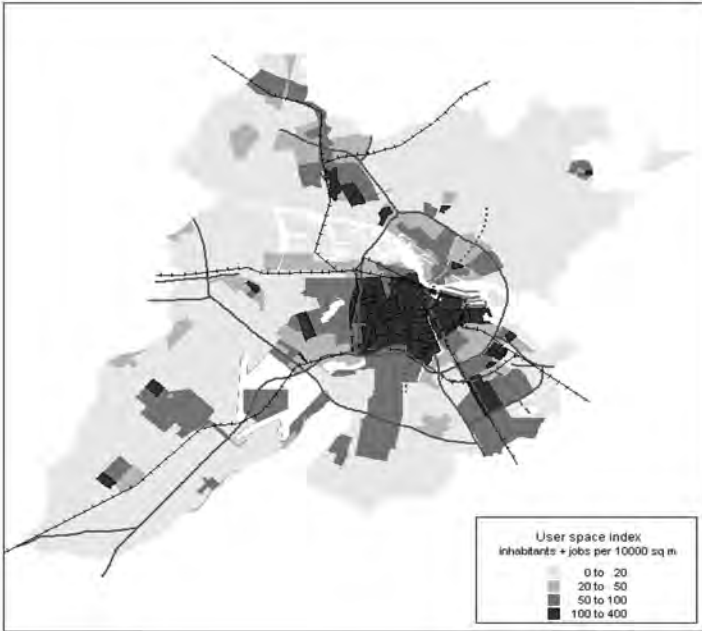 User space index
inhabitants + jobs per 10000 sq m
0 to 20
20 to 50
50 to 100
100 to 400